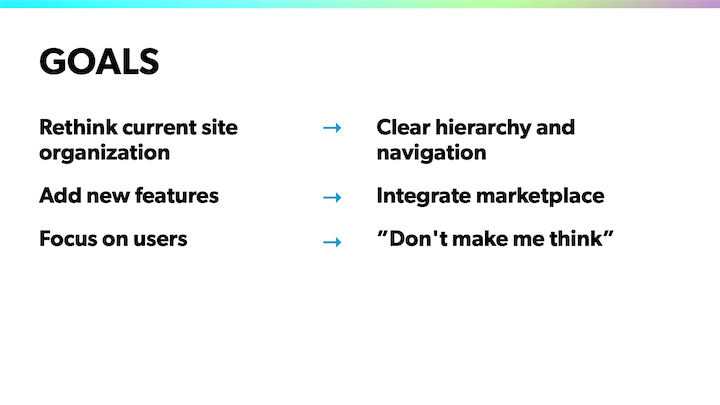 GOALS
Rethink current site → Clear hierarchy and
organization navigation
Add new features → Integrate marketplace
Focus on users → ”Don't make me think”